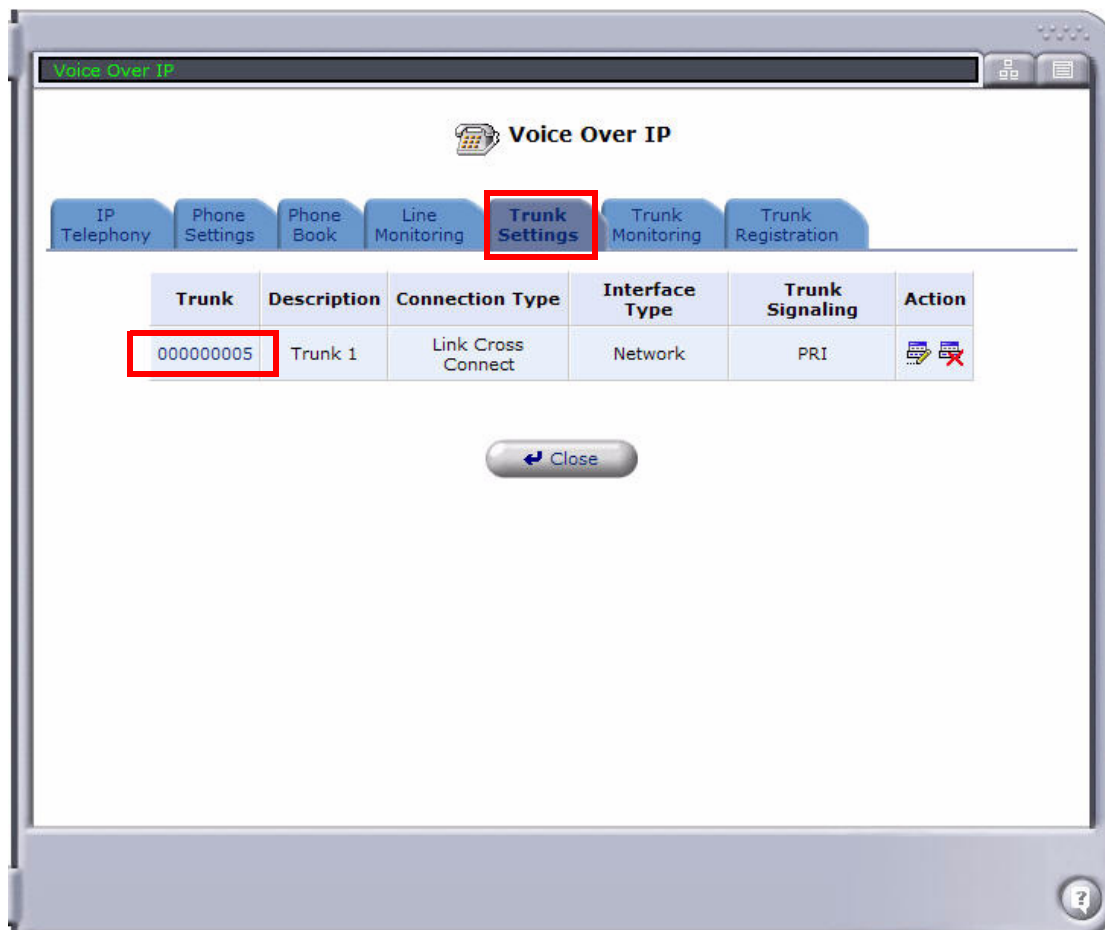 Voice Over IP
Voice Over IP
IP Telephony
Phone Settings
Phone Book
Line Monitoring
Trunk Settings
Trunk Monitoring
Trunk Registration
Trunk Description Connection Type Interface Type Trunk Signaling Action
000000005 Trunk 1 Link Cross Connect Network PRI
Close
?